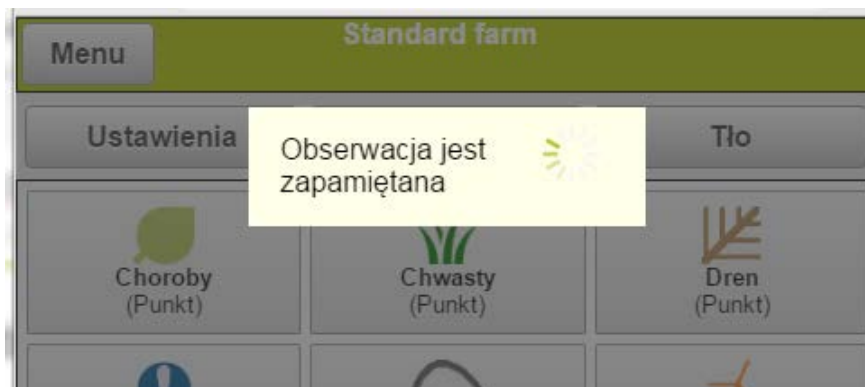 Standard farm
Menu
Ustawienia
Tło
Obserwacja jest
zapamiętana
Choroby
(Punkt)
Chwasty
(Punkt)
Dren
(Punkt)